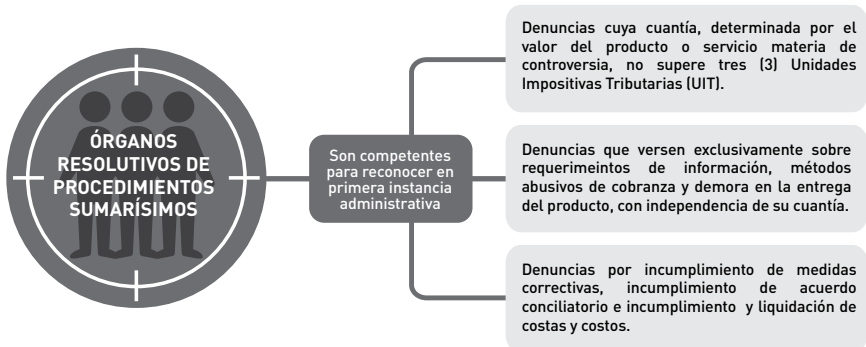 ÓRGANOS
RESOLUTIVOS DE
PROCEDIMIENTOS
SUMARÍSIMOS
Son competentes
para reconocer en
primera instancia
administrativa
Denuncias cuya cuantía, determinada por el
valor del producto o servicio materia de
controversia, no supere tres (3) Unidades
Impositivas Tributarias (UIT).
Denuncias que versen exclusivamente sobre
requerimeintos de información, métodos
abusivos de cobranza y demora en la entrega
del producto, con independencia de su cuantía.
Denuncias por incumplimiento de medidas
correctivas, incumplimiento de acuerdo
conciliatorio e incumplimiento y liquidación de
costas y costos.